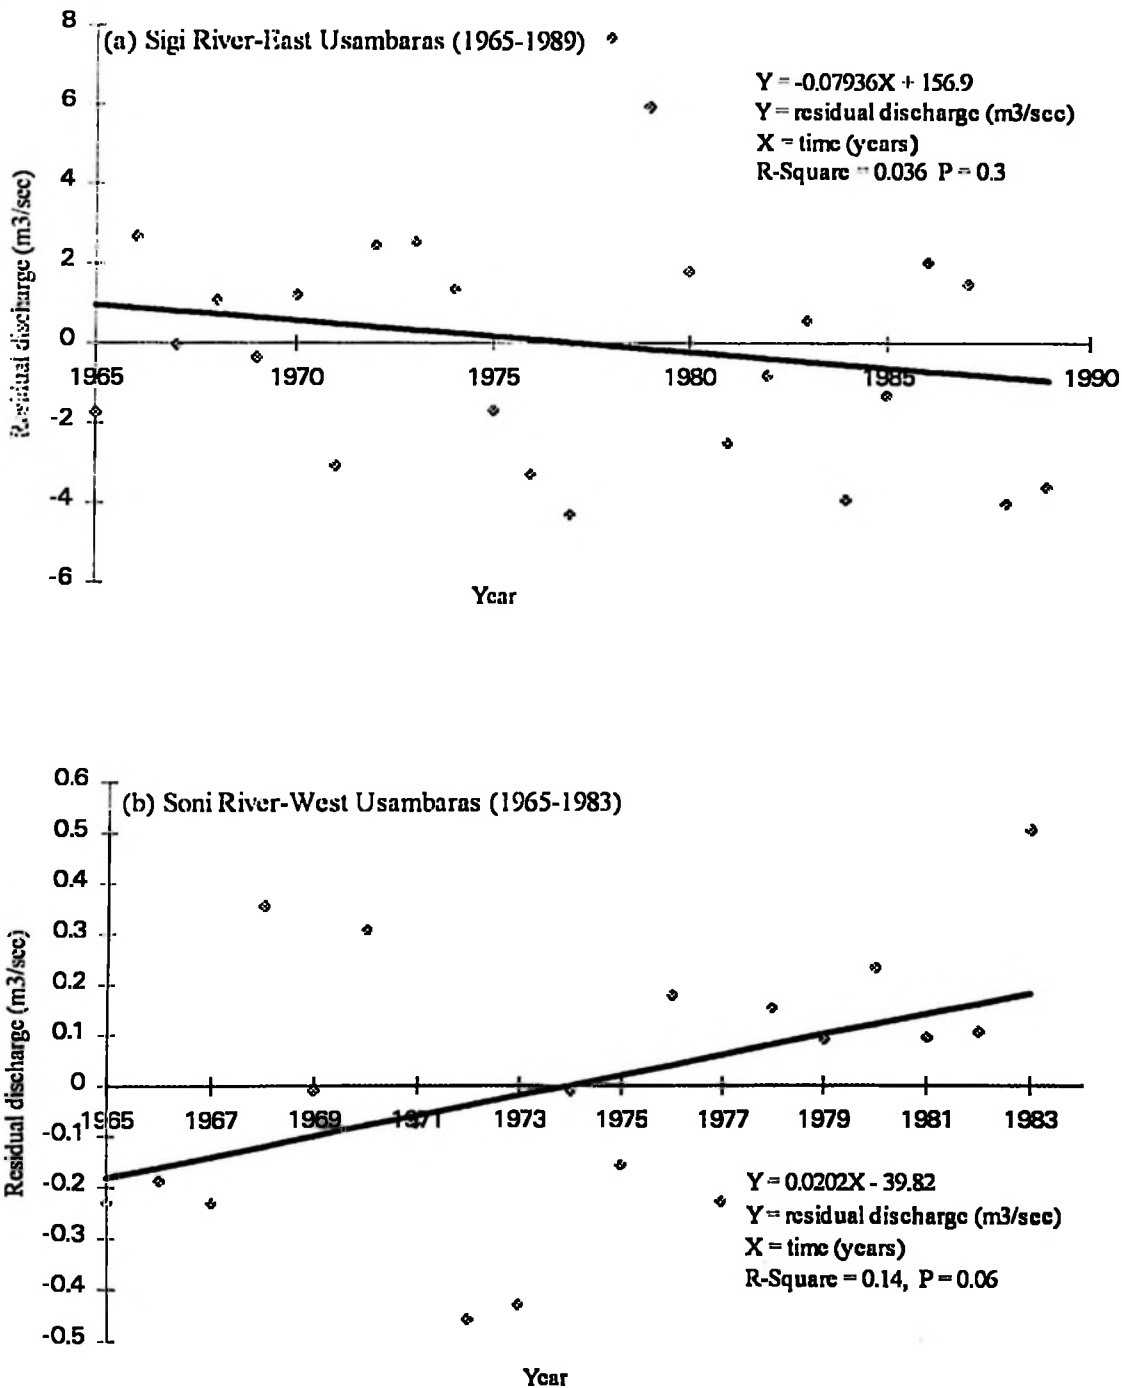 8
(a) Sigi River-East Usambaras (1965-1989)
Y = -0.07936X + 156.9
Y = residual discharge (m3/sec)
X = time (years)
R-Square = 0.036 P = 0.3
6
4
2
0
-2
-4
-6
Residual discharge (m3/sec)
1965 1970 1975 1980 1985 1990
Year
0.6
(b) Soni River-West Usambaras (1965-1983)
0.5
0.4
0.3
0.2
0.1
0
-0.1
-0.2
-0.3
-0.4
-0.5
Residual discharge (m3/sec)
1965 1967 1969 1971 1973 1975 1977 1979 1981 1983
Y = 0.0202X - 39.82
Y = residual discharge (m3/sec)
X = time (years)
R-Square = 0.14, P = 0.06
Year